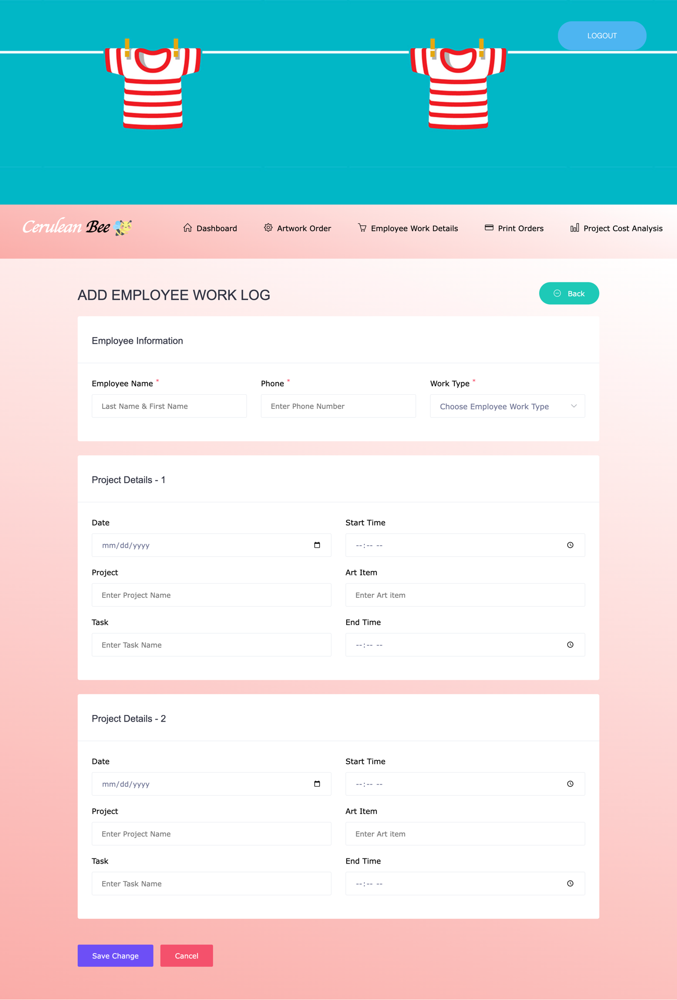 LOGOUT
Cerulean Bee
Dashboard
Artwork Order
Employee Work Details
Print Orders
Project Cost Analysis
ADD EMPLOYEE WORK LOG
Back
Employee Information
Employee Name *
Phone *
Work Type *
Last Name & First Name
Enter Phone Number
Choose Employee Work Type
Project Details - 1
Date
Start Time
mm/dd/yyyy
--:-- --
Project
Art Item
Enter Project Name
Enter Art item
Task
End Time
Enter Task Name
--:-- --
Project Details - 2
Date
Start Time
mm/dd/yyyy
--:-- --
Project
Art Item
Enter Project Name
Enter Art item
Task
End Time
Enter Task Name
--:-- --
Save Change
Cancel